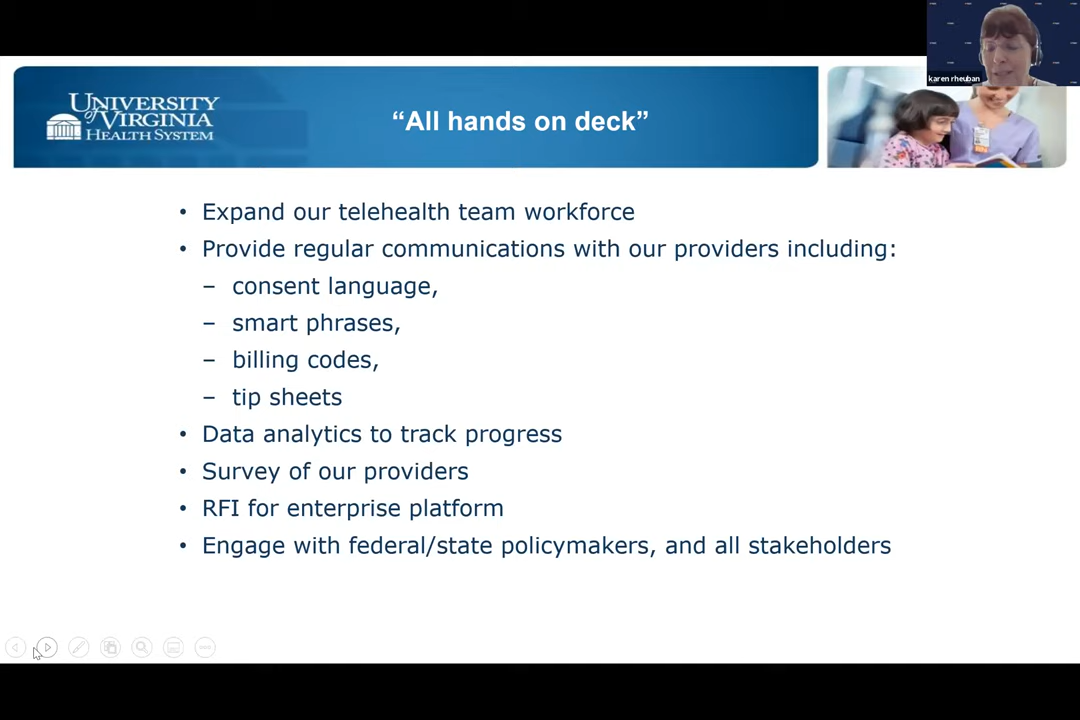 karen rheuban
UNIVERSITY
of VIRGINIA
HEALTH SYSTEM
“All hands on deck”
• Expand our telehealth team workforce
• Provide regular communications with our providers including:
– consent language,
– smart phrases,
– billing codes,
– tip sheets
• Data analytics to track progress
• Survey of our providers
• RFI for enterprise platform
• Engage with federal/state policymakers, and all stakeholders